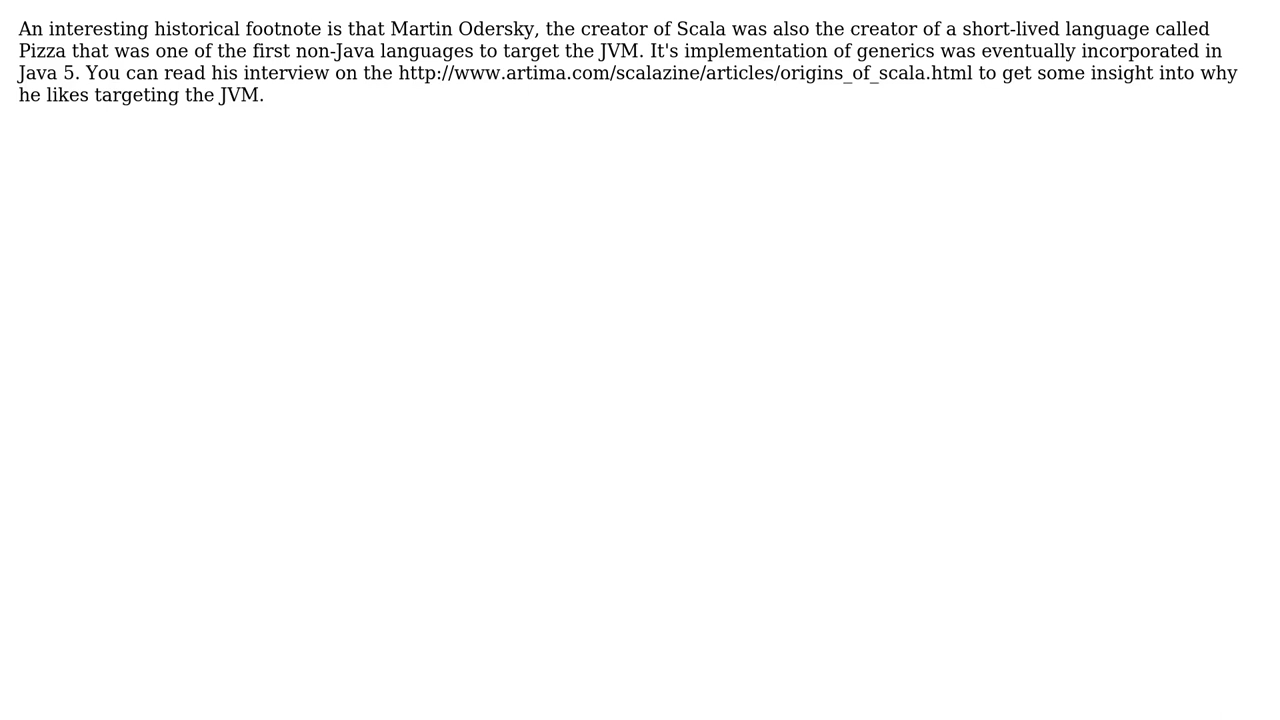 An interesting historical footnote is that Martin Odersky, the creator of Scala was also the creator of a short-lived language called
Pizza that was one of the first non-Java languages to target the JVM. It's implementation of generics was eventually incorporated in
Java 5. You can read his interview on the http://www.artima.com/scalazine/articles/origins_of_scala.html to get some insight into why
he likes targeting the JVM.